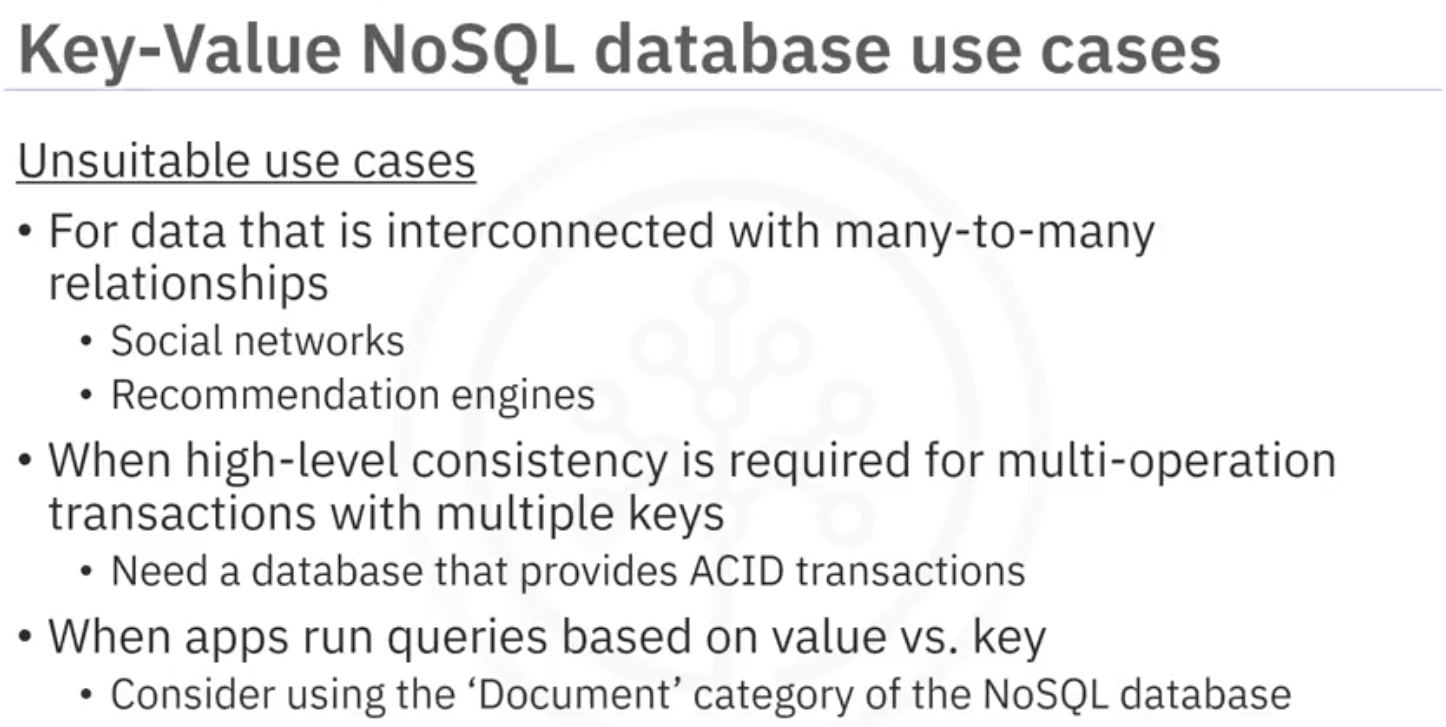 Key-Value NoSQL database use cases
Unsuitable use cases
• For data that is interconnected with many-to-many
relationships
• Social networks
• Recommendation engines
• When high-level consistency is required for multi-operation
transactions with multiple keys
• Need a database that provides ACID transactions
• When apps run queries based on value vs. key
• Consider using the ‘Document’ category of the NoSQL database